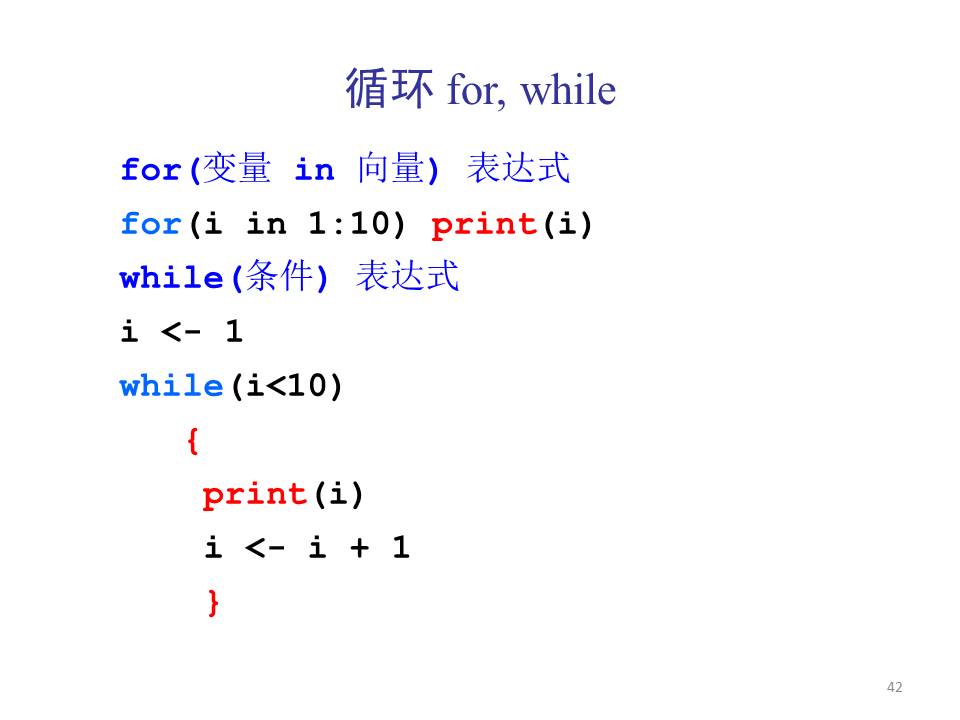 循环 for, while
for(变量 in 向量) 表达式
for(i in 1:10) print(i)
while(条件) 表达式
i <- 1
while(i<10)
{
print(i)
i <- i + 1
}
42